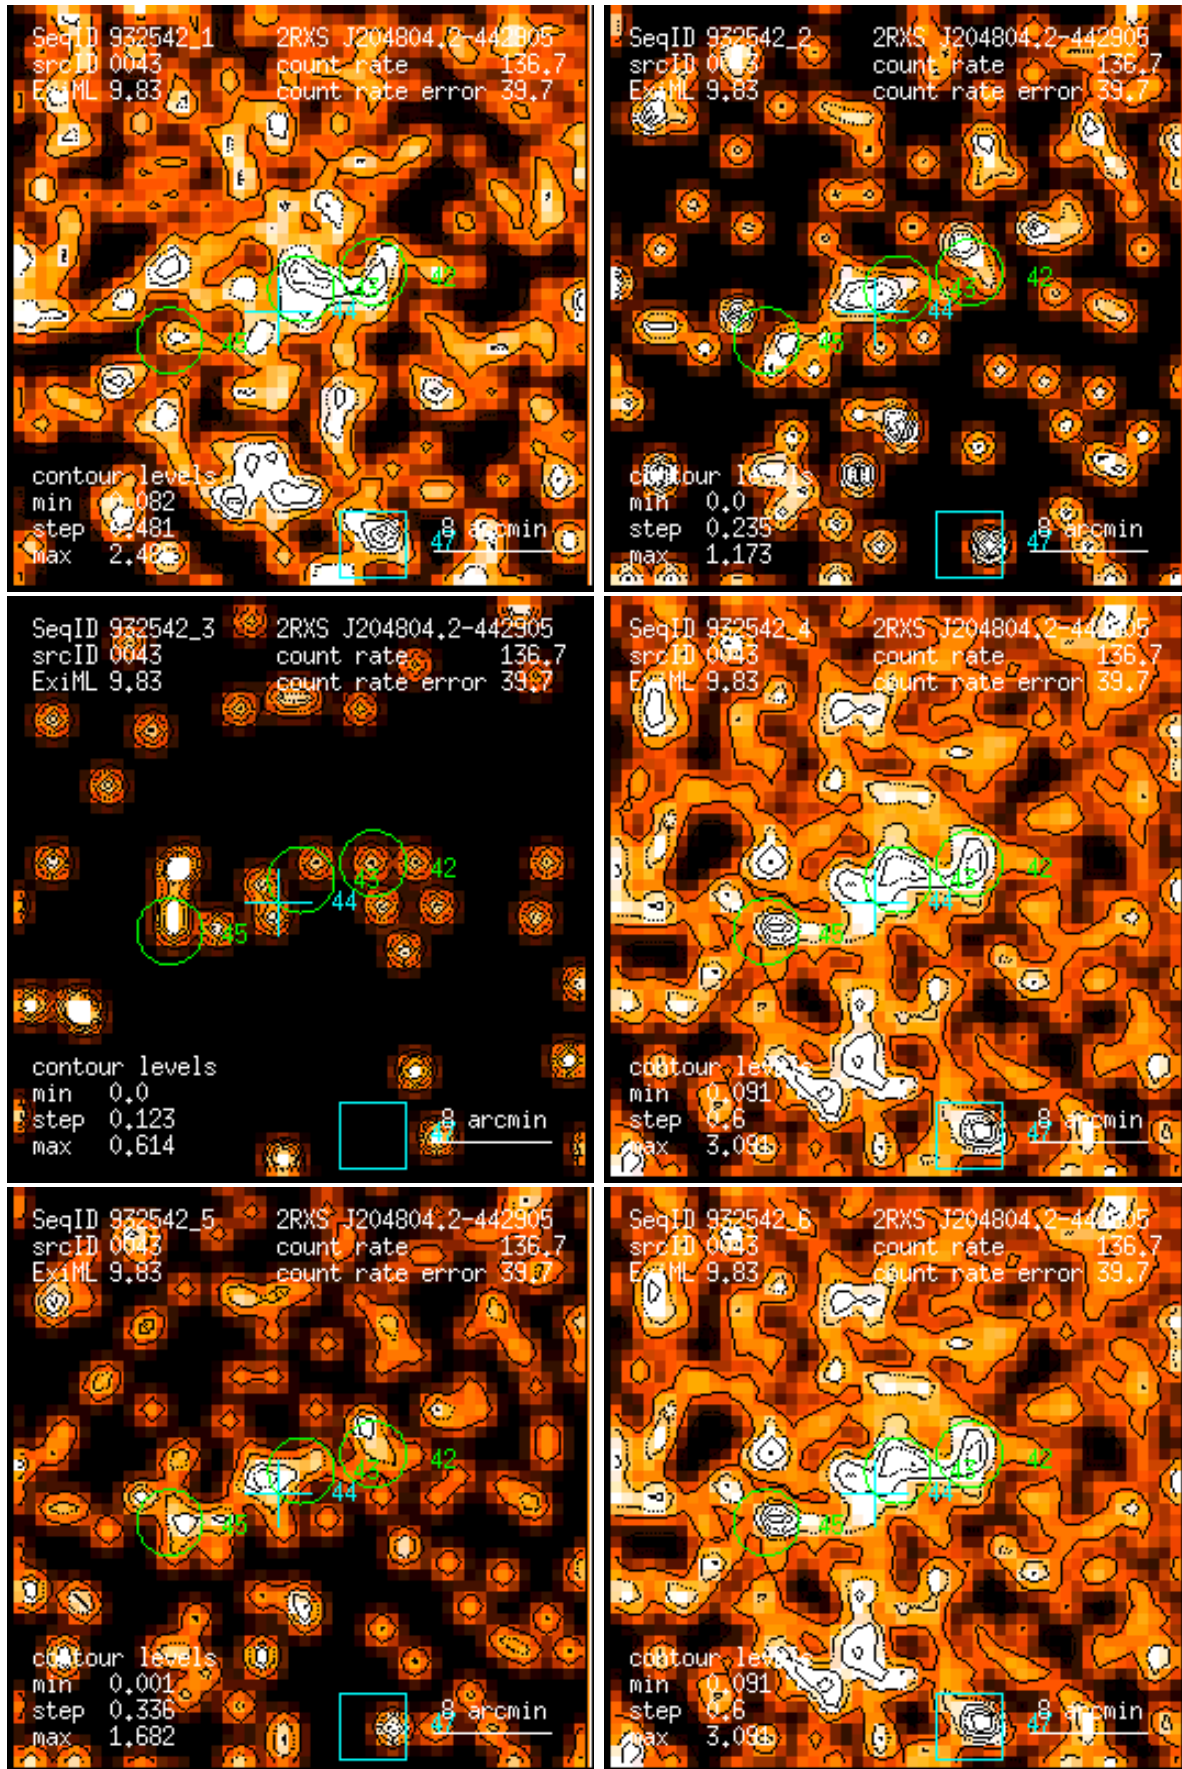 SeqID 932542_1 2RXS J204804.2-442905
srcID 0043 count rate 136.7
ExiML 9.83 count rate error 39.7
42
43
44
45
contour levels
min 0.082
step 0.481
max
47 8 arcmin
SeqID 932542_2 2RXS J204804.2-442905
srcID 0043 count rate 136.7
ExiML 9.83 count rate error 39.7
42
43
44
45
contour levels
min 0.0
step 0.235
max 1.173
47 8 arcmin
SeqID 932542_3 2RXS J204804.2-442905
srcID 0043 count rate 136.7
ExiML 9.83 count rate error 39.7
42
43
44
45
contour levels
min 0.0
step 0.123
max 0.614
47 8 arcmin
SeqID 932542_4 2RXS J204804.2-442905
srcID 0043 count rate 136.7
ExiML 9.83 count rate error 39.7
42
43
44
45
contour levels
min 0.091
step 0.6
max 3.091
47 8 arcmin
SeqID 932542_5 2RXS J204804.2-442905
srcID 0043 count rate 136.7
ExiML 9.83 count rate error 39.7
42
43
44
45
contour levels
min 0.001
step 0.336
max 1.682
47 8 arcmin
SeqID 932542_6 2RXS J204804.2-442905
srcID 0043 count rate 136.7
ExiML 9.83 count rate error 39.7
42
43
44
45
contour levels
min 0.091
step 0.6
max 3.091
47 8 arcmin